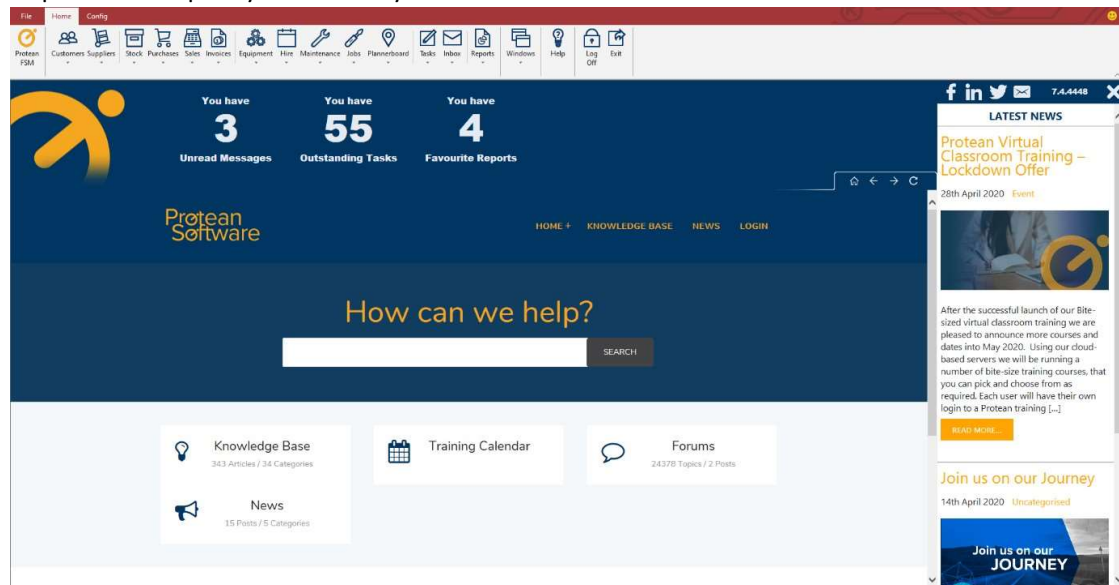 File Home Config
Protean FSM
Customers
Suppliers
Stock
Purchases
Sales
Invoices
Equipment
Hire
Maintenance
Jobs
Plannerboard
Tasks
Inbox
Reports
Windows
Help
Log Off
Exit
You have
3
Unread Messages
You have
55
Outstanding Tasks
You have
4
Favourite Reports
f in 7.4.4448 X
LATEST NEWS
Protean Virtual
Classroom Training –
Lockdown Offer
28th April 2020 Event
After the successful launch of our Bite-
sized virtual classroom training we are
pleased to announce more courses and
dates into May 2020. Using our cloud-
based servers we will be running a
number of bite-size training courses, that
you can pick and choose from as
required. Each user will have their own
login to a Protean training [...]
READ MORE...
Join us on our Journey
14th April 2020 Uncategorised
Join us on our
JOURNEY
Protean
Software
HOME + KNOWLEDGE BASE NEWS LOGIN
How can we help?
SEARCH
Knowledge Base
343 Articles / 34 Categories
Training Calendar
Forums
24378 Topics / 2 Posts
News
15 Posts / 5 Categories